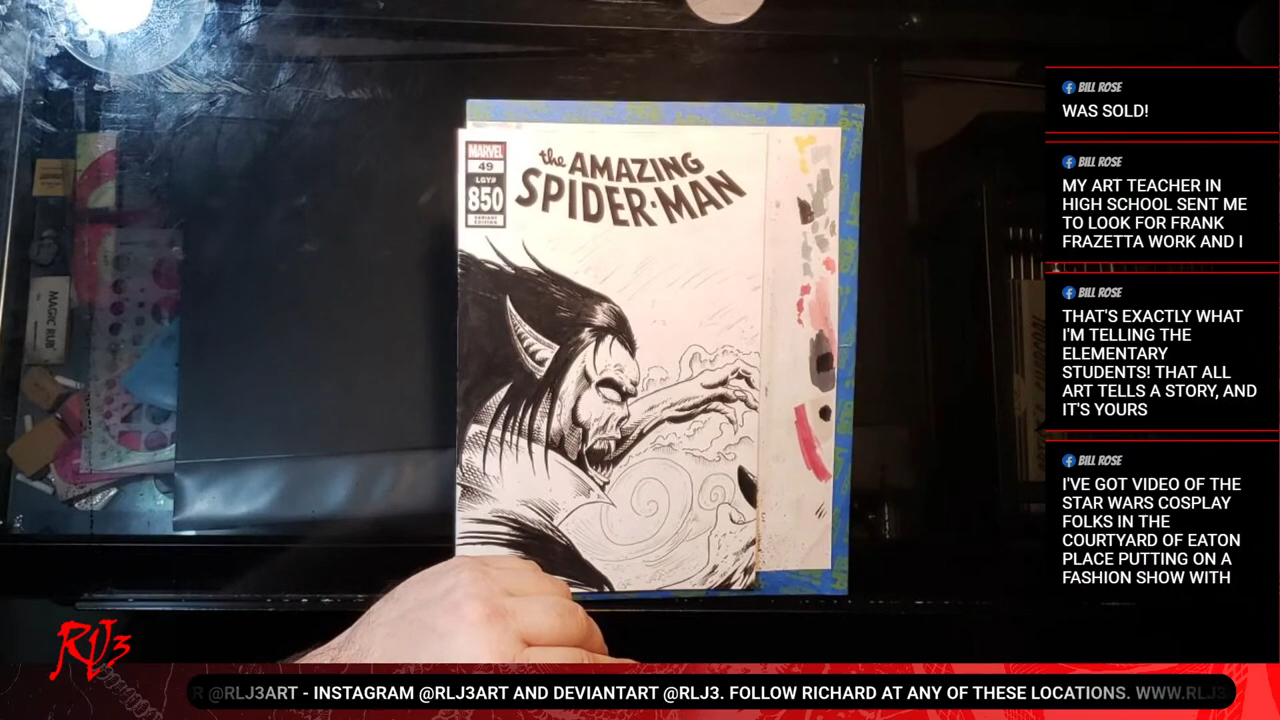 BILL ROSE
WAS SOLD!
BILL ROSE
MY ART TEACHER IN
HIGH SCHOOL SENT ME
TO LOOK FOR FRANK
FRAZETTA WORK AND I
BILL ROSE
THAT'S EXACTLY WHAT
I'M TELLING THE
ELEMENTARY
STUDENTS! THAT ALL
ART TELLS A STORY, AND
IT'S YOURS
BILL ROSE
I'VE GOT VIDEO OF THE
STAR WARS COSPLAY
FOLKS IN THE
COURTYARD OF EATON
PLACE PUTTING ON A
FASHION SHOW WITH
MARVEL
49
LGY#
850
VARIANT
EDITION
the AMAZING
SPIDER-MAN
MAGIC RUB
RLJ3
R @RLJ3ART - INSTAGRAM @RLJ3ART AND DEVIANTART @RLJ3. FOLLOW RICHARD AT ANY OF THESE LOCATIONS. WWW.RLJ3